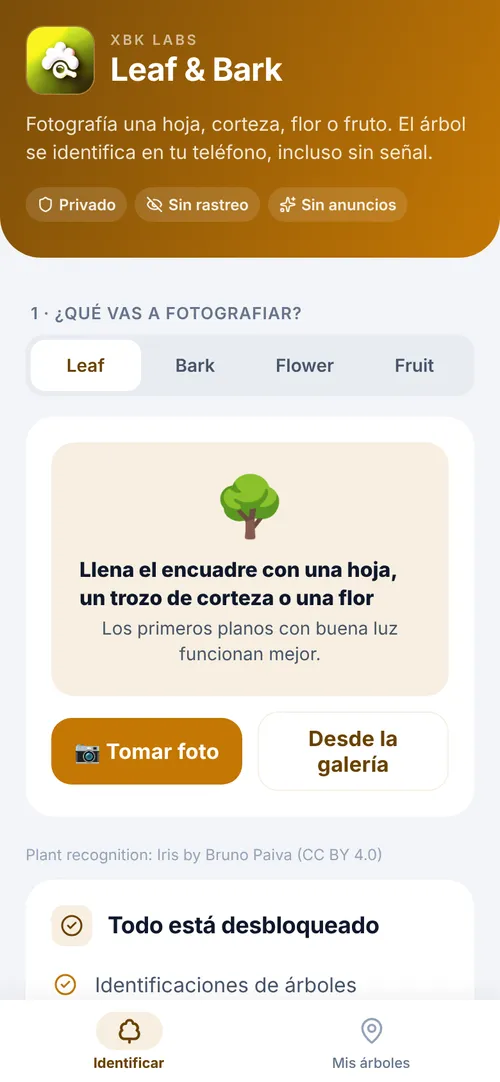 XBK LABS
Leaf & Bark
Fotografía una hoja, corteza, flor o fruto. El árbol
se identifica en tu teléfono, incluso sin señal.
Privado
Sin rastreo
Sin anuncios
1 · ¿QUÉ VAS A FOTOGRAFIAR?
Leaf
Bark
Flower
Fruit
Llena el encuadre con una hoja,
un trozo de corteza o una flor
Los primeros planos con buena luz
funcionan mejor.
Tomar foto
Desde la
galería
Plant recognition: Iris by Bruno Paiva (CC BY 4.0)
Todo está desbloqueado
Identificaciones de árboles
Identificar
Mis árboles